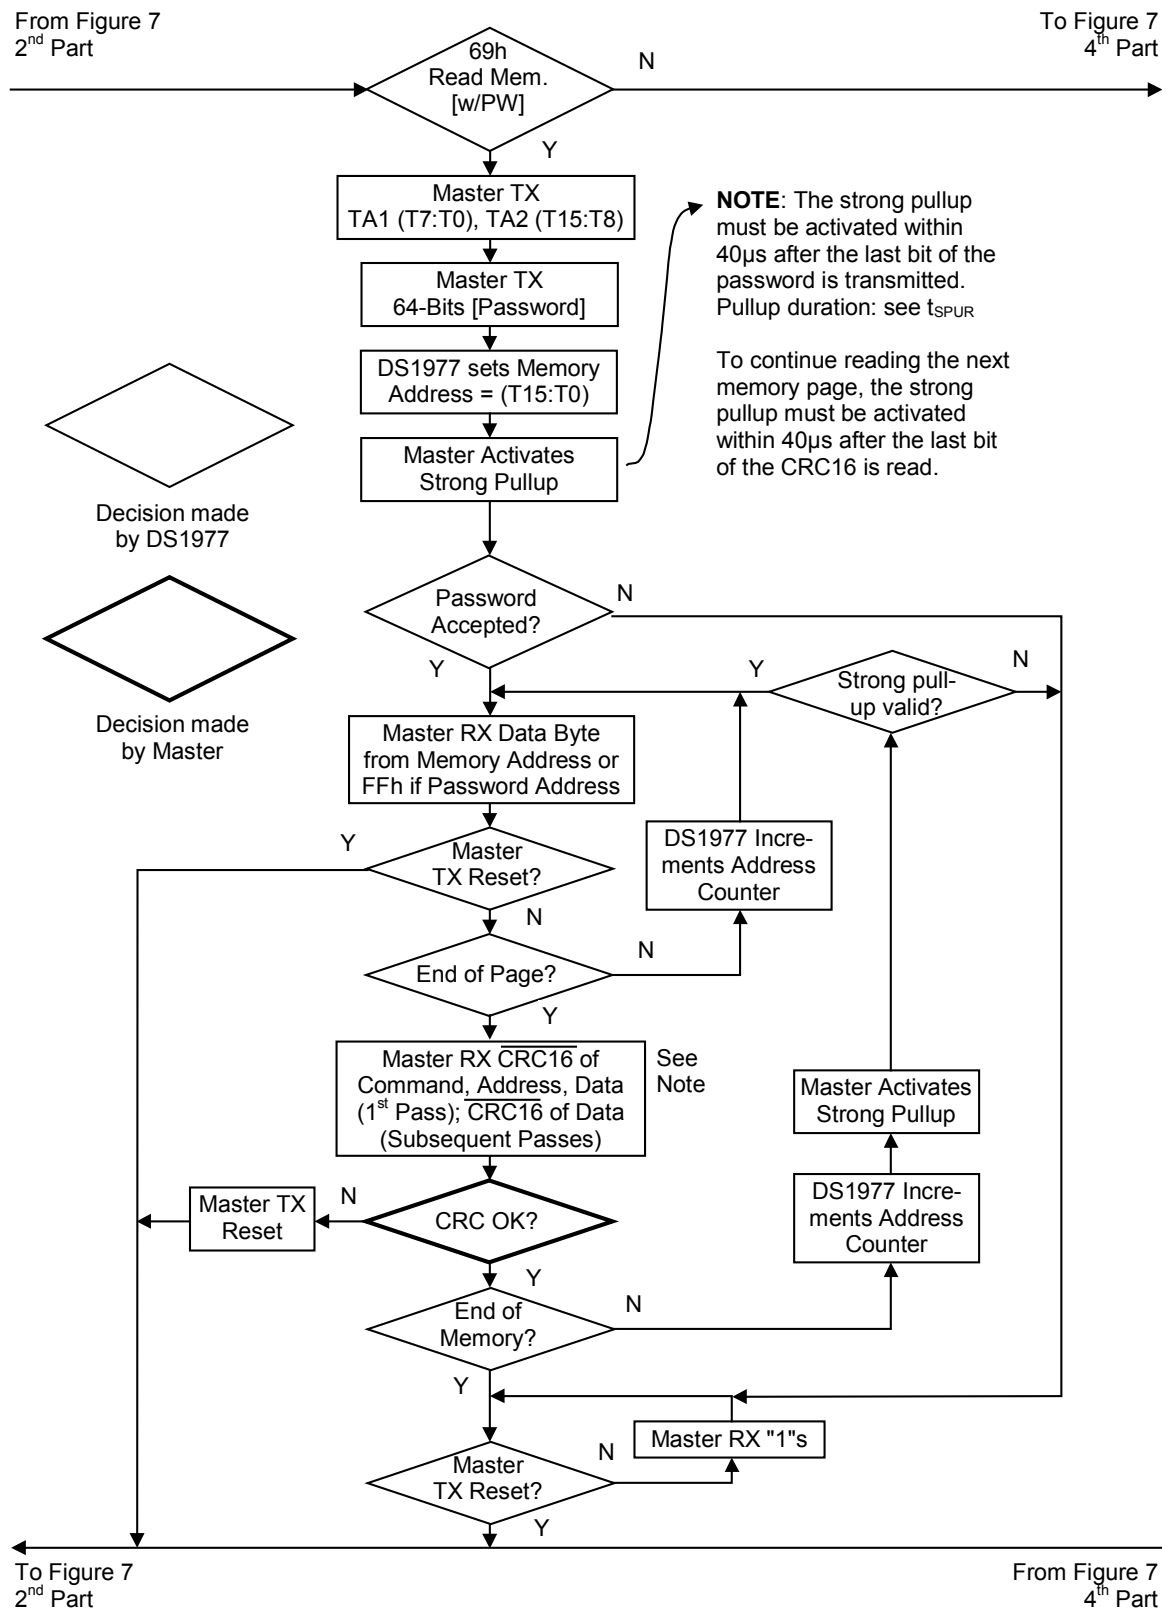 From Figure 7
2nd Part
To Figure 7
4th Part
69h
Read Mem.
[w/PW]
N
Y
Master TX
TA1 (T7:T0), TA2 (T15:T8)
Master TX
64-Bits [Password]
DS1977 sets Memory
Address = (T15:T0)
Master Activates
Strong Pullup
NOTE: The strong pullup
must be activated within
40µs after the last bit of the
password is transmitted.
Pullup duration: see tSPUR
To continue reading the next
memory page, the strong
pullup must be activated
within 40µs after the last bit
of the CRC16 is read.
Decision made
by DS1977
Decision made
by Master
Password
Accepted?
N
Y
Strong pull-
up valid?
Y
N
Master RX Data Byte
from Memory Address or
FFh if Password Address
Master
TX Reset?
Y
N
DS1977 Incre-
ments Address
Counter
End of Page?
N
Y
Master RX CRC16 of
Command, Address, Data
(1st Pass); CRC16 of Data
(Subsequent Passes)
See
Note
Master Activates
Strong Pullup
DS1977 Incre-
ments Address
Counter
CRC OK?
N
Y
Master TX
Reset
End of
Memory?
N
Y
Master RX "1"s
Master
TX Reset?
N
Y
To Figure 7
2nd Part
From Figure 7
4th Part